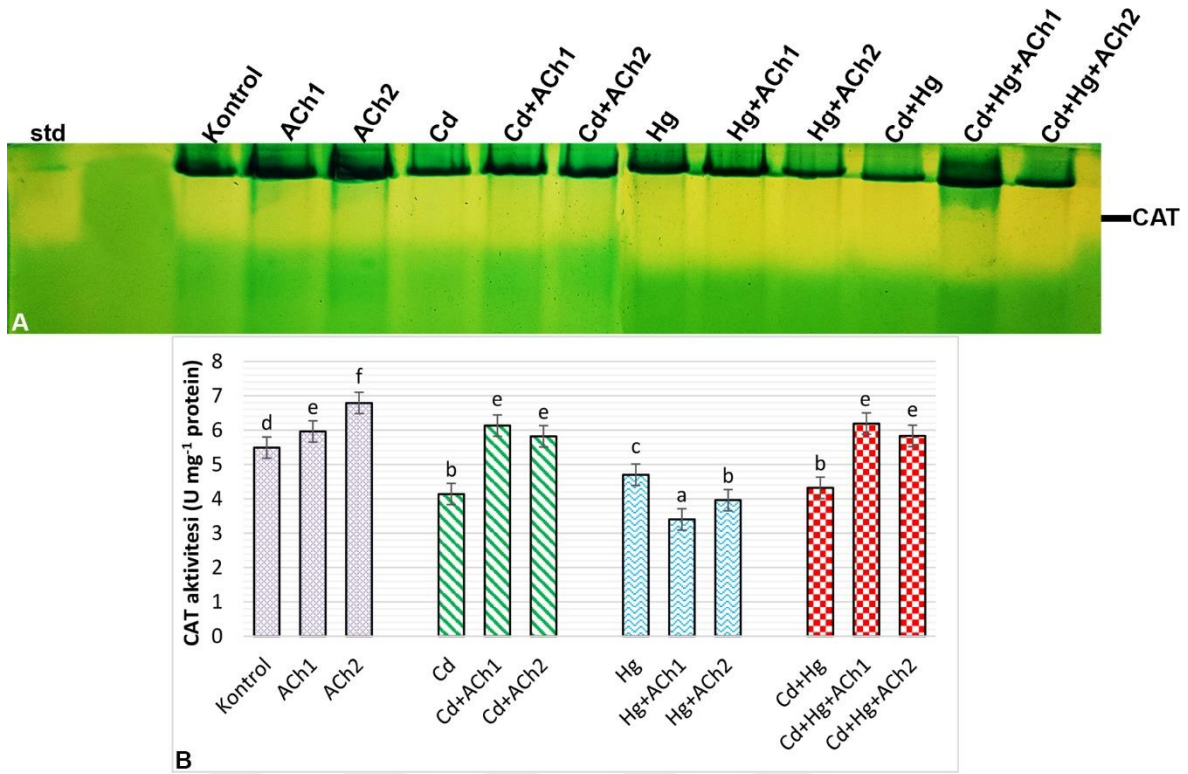 std
Kontrol
ACh1
ACh2
Cd
Cd+ACh1
Cd+ACh2
Hg
Hg+ACh1
Hg+ACh2
Cd+Hg
Cd+Hg+ACh1
Cd+Hg+ACh2
CAT
A
CAT aktivitesi (U mg⁻¹ protein)
8
7
6
5
4
3
2
1
0
d
e
f
b
e
e
c
a
b
b
e
e
Kontrol
ACh1
ACh2
Cd
Cd+ACh1
Cd+ACh2
Hg
Hg+ACh1
Hg+ACh2
Cd+Hg
Cd+Hg+ACh1
Cd+Hg+ACh2
B